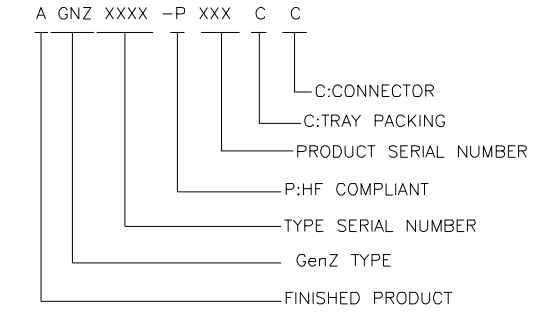 A GNZ XXXX -P XXX C C
C:CONNECTOR
C:TRAY PACKING
PRODUCT SERIAL NUMBER
P:HF COMPLIANT
TYPE SERIAL NUMBER
GenZ TYPE
FINISHED PRODUCT